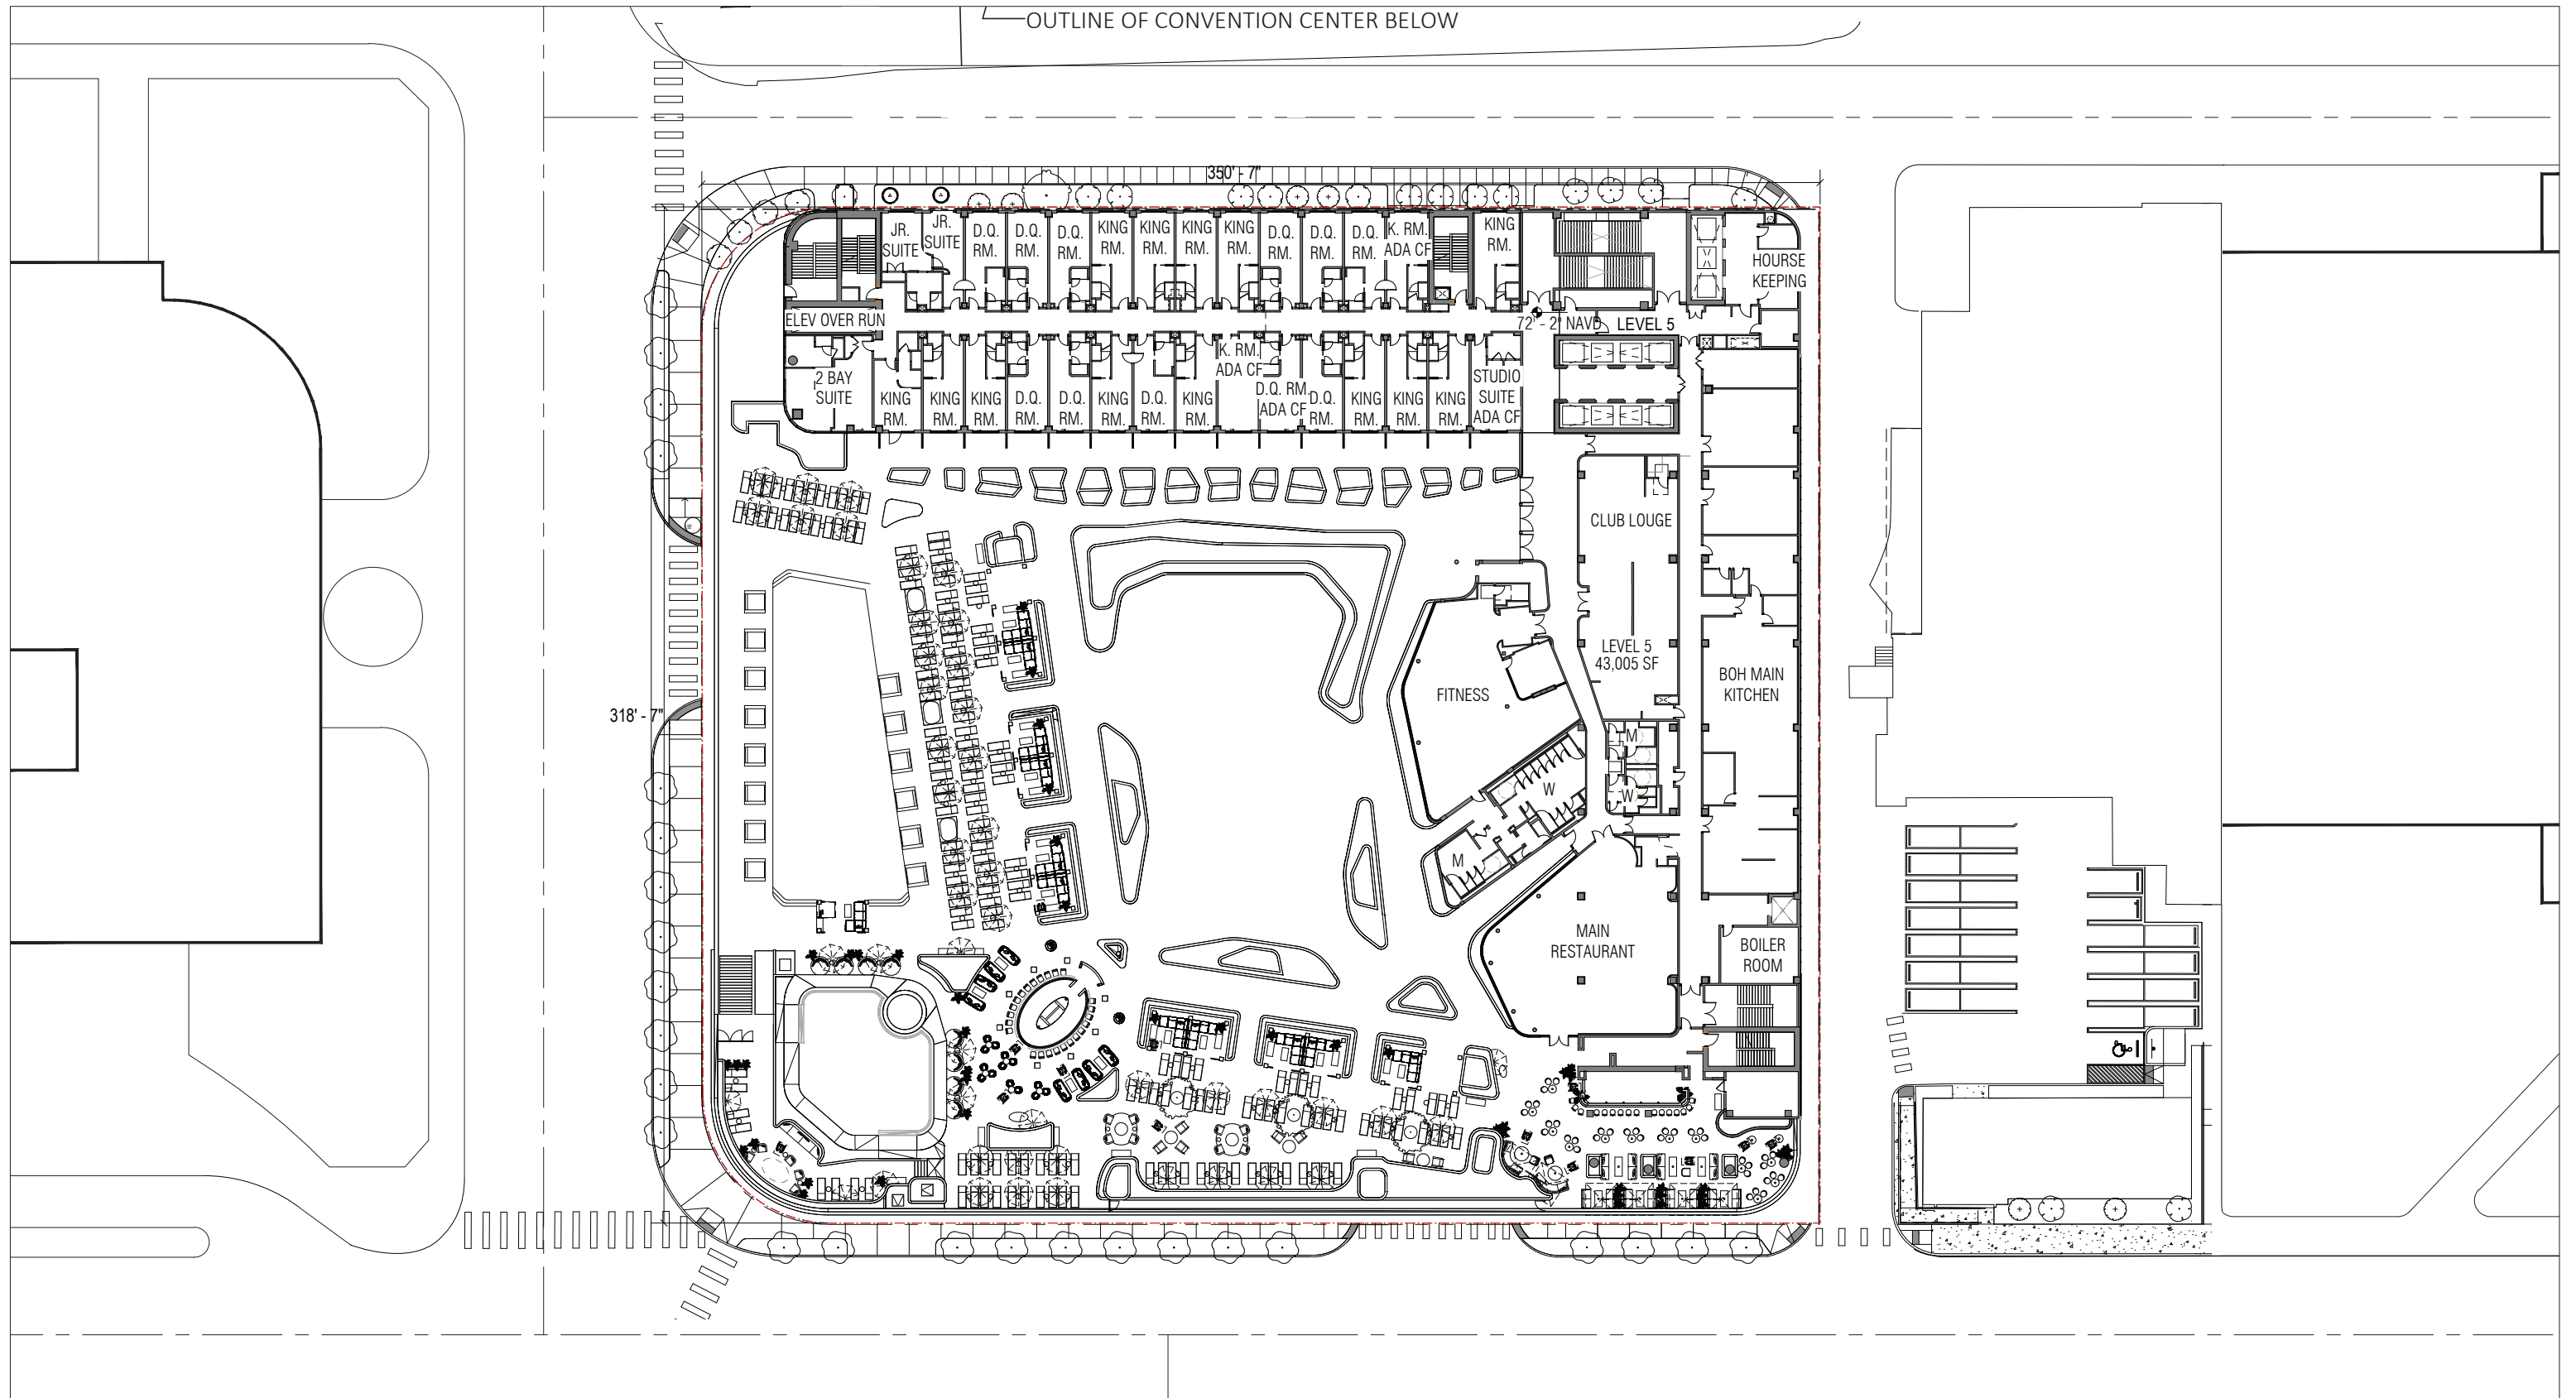 OUTLINE OF CONVENTION CENTER BELOW
350' - 7"
JR.
SUITE
JR.
SUITE
D.Q.
RM.
D.Q.
RM.
D.Q.
RM.
KING
RM.
KING
RM.
KING
RM.
KING
RM.
D.Q.
RM.
D.Q.
RM.
D.Q.
RM.
K. RM.
ADA CF
KING
RM.
HOURSE
KEEPING
ELEV OVER RUN
72' - 2" NAVD
LEVEL 5
2 BAY
SUITE
KING
RM.
KING
RM.
KING
RM.
D.Q.
RM.
D.Q.
RM.
KING
RM.
D.Q.
RM.
KING
RM.
K. RM.
ADA CF
D.Q. RM.
ADA CF
D.Q.
RM.
KING
RM.
KING
RM.
KING
RM.
STUDIO
SUITE
ADA CF
CLUB LOUGE
LEVEL 5
43,005 SF
BOH MAIN
KITCHEN
FITNESS
318' - 7"
M
W
W
M
MAIN
RESTAURANT
BOILER
ROOM